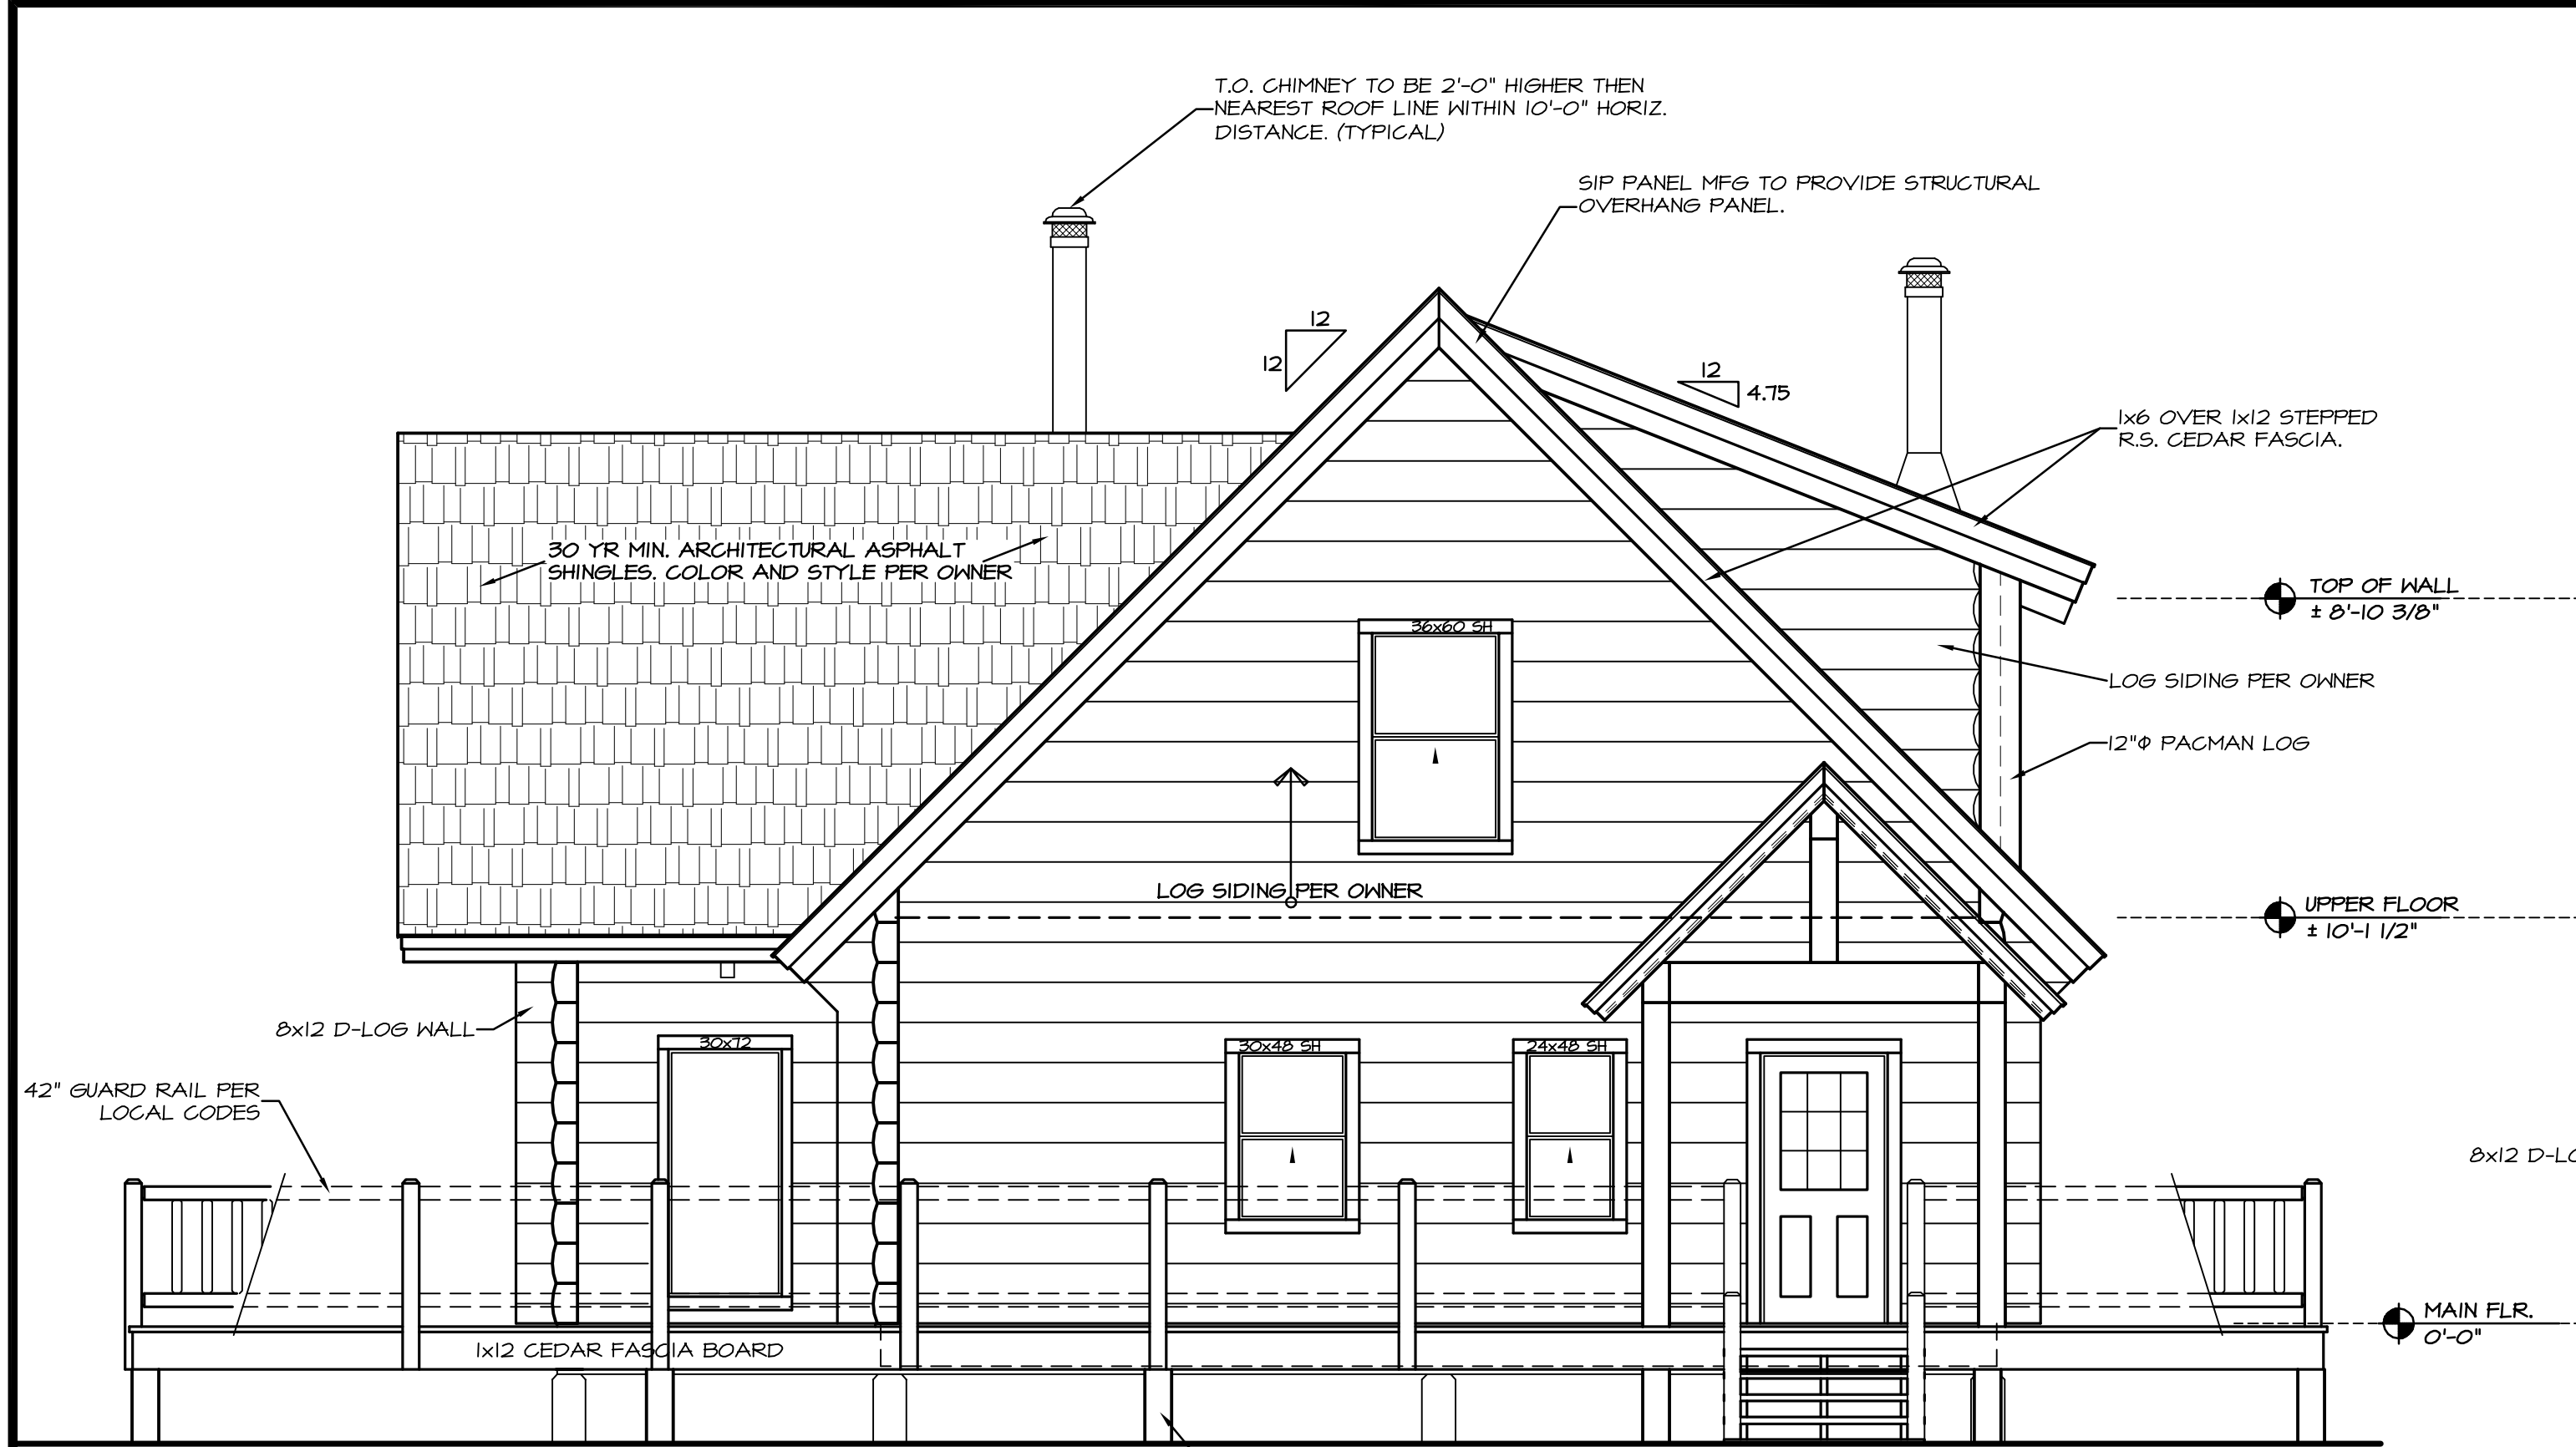 T.O. CHIMNEY TO BE 2'-0" HIGHER THEN
NEAREST ROOF LINE WITHIN 10'-0" HORIZ.
DISTANCE. (TYPICAL)
SIP PANEL MFG TO PROVIDE STRUCTURAL
OVERHANG PANEL.
12
12
12
4.75
1x6 OVER 1x12 STEPPED
R.S. CEDAR FASCIA.
30 YR MIN. ARCHITECTURAL ASPHALT
SHINGLES. COLOR AND STYLE PER OWNER
TOP OF WALL
± 8'-10 3/8"
36x60 SH
LOG SIDING PER OWNER
12"Φ PACMAN LOG
LOG SIDING PER OWNER
UPPER FLOOR
± 10'-1 1/2"
8x12 D-LOG WALL
30x72
30x48 SH
24x48 SH
42" GUARD RAIL PER
LOCAL CODES
8x12 D-LO
MAIN FLR.
0'-0"
1x12 CEDAR FASCIA BOARD